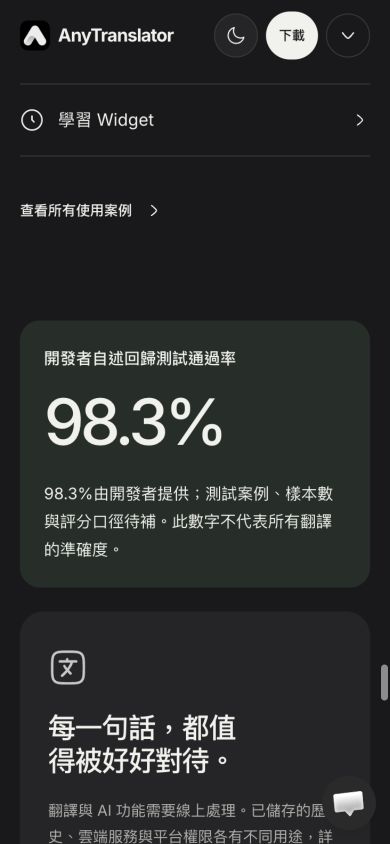 AnyTranslator
下載
學習 Widget
查看所有使用案例
開發者自述回歸測試通過率
98.3%
98.3%由開發者提供；測試案例、樣本數
與評分口徑待補。此數字不代表所有翻譯
的準確度。
文
每一句話，都值
得被好好對待。
翻譯與 AI 功能需要線上處理。已儲存的歷
史、雲端服務與平台權限各有不同用途，詳